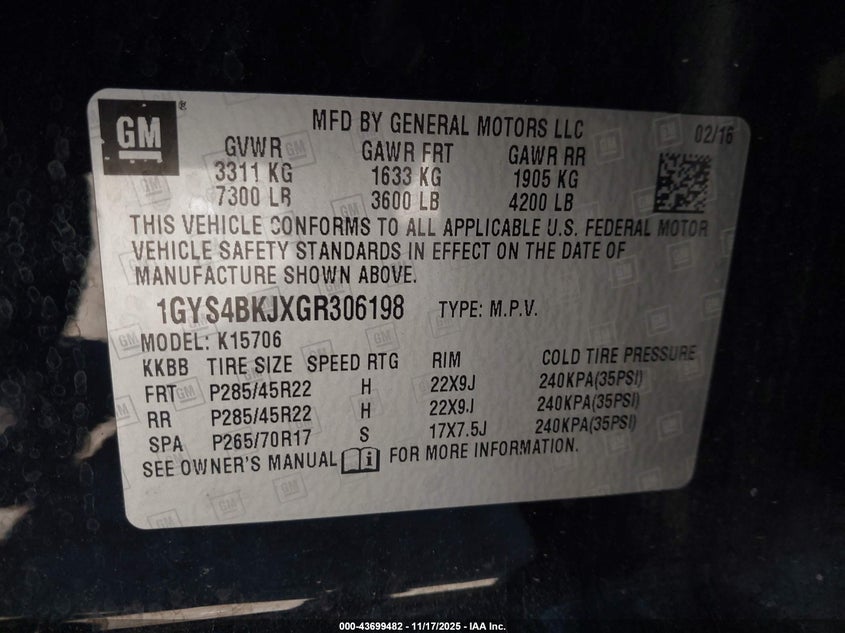 GM ®
MFD BY GENERAL MOTORS LLC
02/16
GVWR GAWR FRT GAWR RR
3311 KG 1633 KG 1905 KG
7300 LB 3600 LB 4200 LB
THIS VEHICLE CONFORMS TO ALL APPLICABLE U.S. FEDERAL MOTOR
VEHICLE SAFETY STANDARDS IN EFFECT ON THE DATE OF
MANUFACTURE SHOWN ABOVE.
1GYS4BKJXGR306198 TYPE: M.P.V.
MODEL: K15706
KKBB TIRE SIZE SPEED RTG RIM COLD TIRE PRESSURE
FRT P285/45R22 H 22X9J 240KPA(35PSI)
RR P285/45R22 H 22X9J 240KPA(35PSI)
SPA P265/70R17 S 17X7.5J 240KPA(35PSI)
SEE OWNER'S MANUAL i FOR MORE INFORMATION.
000-43699482 - 11/17/2025 - IAA Inc.